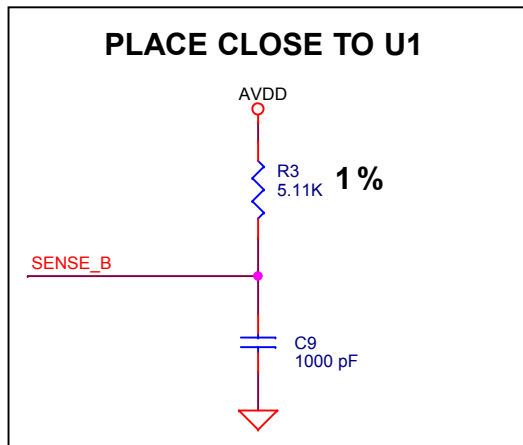 PLACE CLOSE TO U1
AVDD
R3
5.11K
1%
SENSE_B
C9
1000 pF